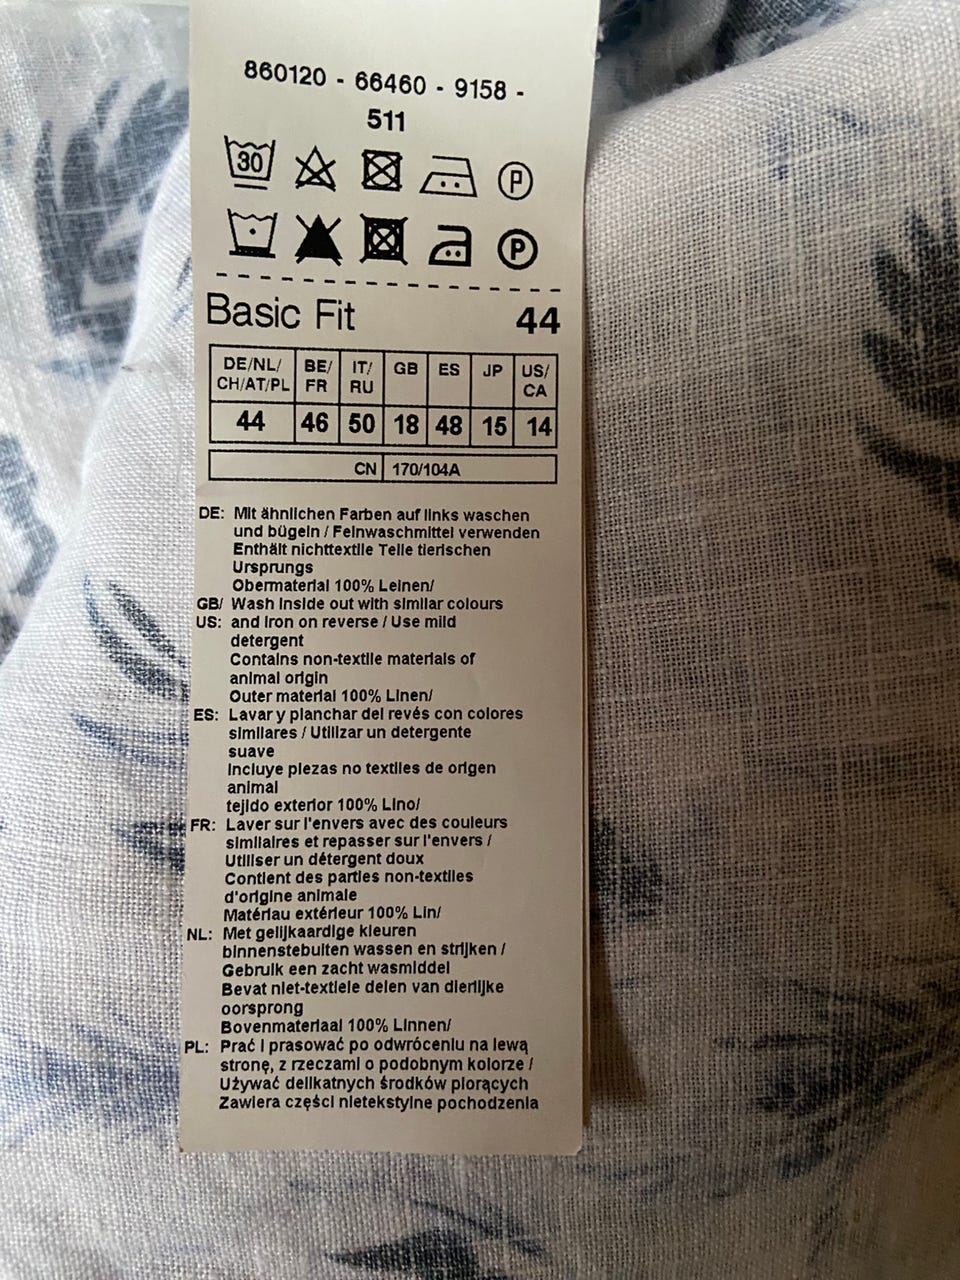 860120 - 66460 - 9158 -
511
30 P
P
Basic Fit 44
DE/NL/ BE/ IT/ GB ES JP US/
CH/AT/PL FR RU CA
44 46 50 18 48 15 14
CN 170/104A
DE: Mit ähnlichen Farben auf links waschen
und bügeln / Feinwaschmittel verwenden
Enthält nichttextile Teile tierischen
Ursprungs
Obermaterial 100% Leinen/
GB/ Wash inside out with similar colours
US: and iron on reverse / Use mild
detergent
Contains non-textile materials of
animal origin
Outer material 100% Linen/
ES: Lavar y planchar del revés con colores
similares / Utilizar un detergente
suave
Incluye piezas no textiles de origen
animal
tejido exterior 100% Lino/
FR: Laver sur l'envers avec des couleurs
similaires et repasser sur l'envers /
Utiliser un détergent doux
Contient des parties non-textiles
d'origine animale
Matériau extérieur 100% Lin/
NL: Met gelijkaardige kleuren
binnenstebuiten wassen en strijken /
Gebruik een zacht wasmiddel
Bevat niet-textiele delen van dierlijke
oorsprong
Bovenmateriaal 100% Linnen/
PL: Prać i prasować po odwróceniu na lewą
stronę, z rzeczami o podobnym kolorze /
Używać delikatnych środków piorących
Zawiera części nietekstylne pochodzenia